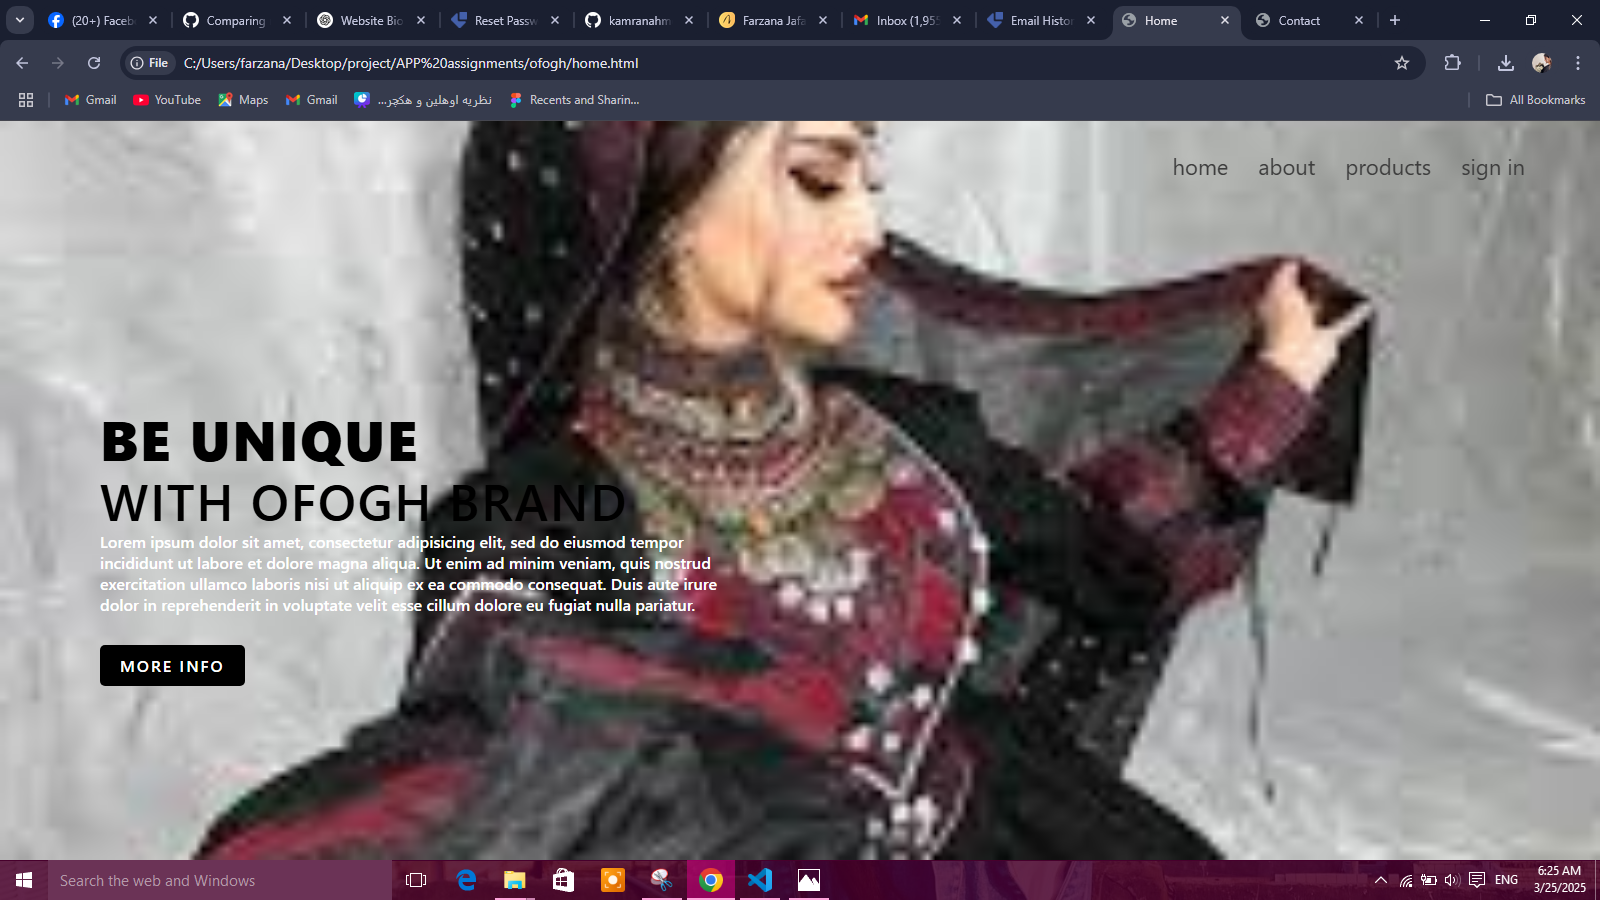 (20+) Faceb
Comparing
Website Bio
Reset Passw
kamranahm
Farzana Jafa
Inbox (1,955
Email Histor
Home
Contact
File
C:/Users/farzana/Desktop/project/APP%20assignments/ofogh/home.html
Gmail
YouTube
Maps
Gmail
نظریه اوهلین و هکچر...
Recents and Sharin...
All Bookmarks
home about products sign in
BE UNIQUE
WITH OFOGH BRAND
Lorem ipsum dolor sit amet, consectetur adipisicing elit, sed do eiusmod tempor
incididunt ut labore et dolore magna aliqua. Ut enim ad minim veniam, quis nostrud
exercitation ullamco laboris nisi ut aliquip ex ea commodo consequat. Duis aute irure
dolor in reprehenderit in voluptate velit esse cillum dolore eu fugiat nulla pariatur.
MORE INFO
Search the web and Windows
ENG
6:25 AM
3/25/2025